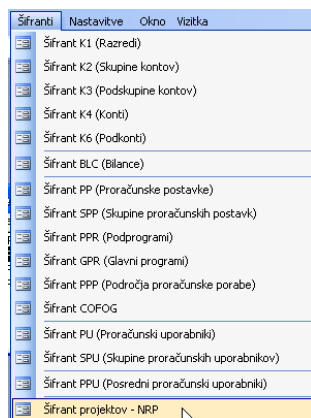 Šifranti Nastavitve Okno Vizitka
Šifrant K1 (Razredi)
Šifrant K2 (Skupine kontov)
Šifrant K3 (Podskupine kontov)
Šifrant K4 (Konti)
Šifrant K6 (Podkonti)
Šifrant BLC (Bilance)
Šifrant PP (Proračunske postavke)
Šifrant SPP (Skupine proračunskih postavk)
Šifrant PPR (Podprogrami)
Šifrant GPR (Glavni programi)
Šifrant PPP (Področja proračunske porabe)
Šifrant COFOG
Šifrant PU (Proračunski uporabniki)
Šifrant SPU (Skupine proračunskih uporabnikov)
Šifrant PPU (Posredni proračunski uporabniki)
Šifrant projektov - NRP